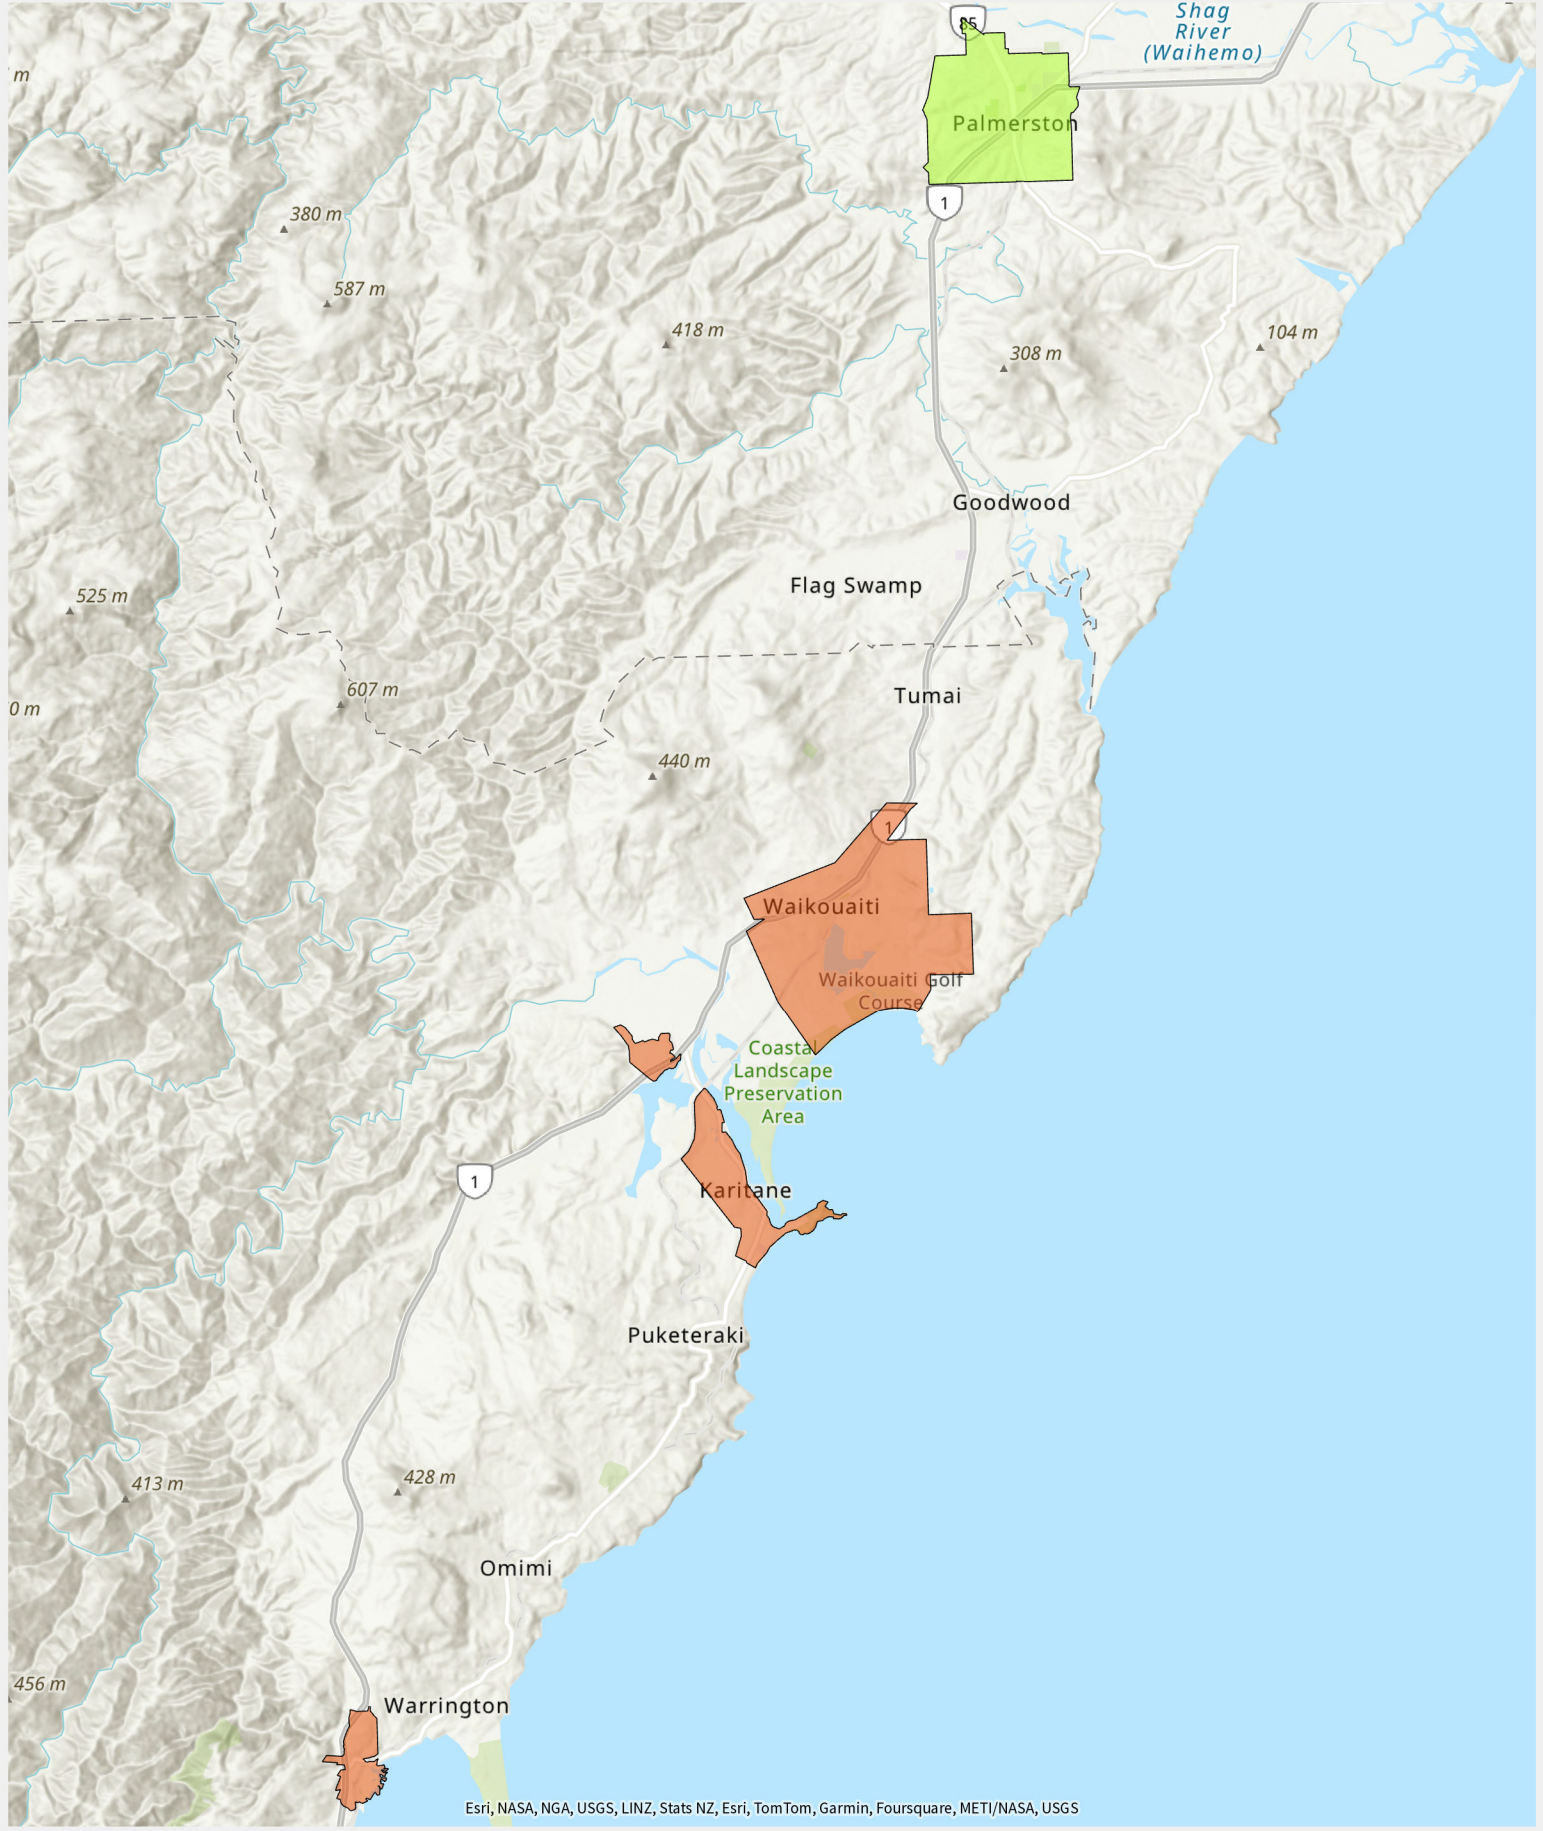 85
Shag
River
(Waihemo)
m
Palmerston
1
380 m
587 m
418 m
104 m
308 m
Goodwood
Flag Swamp
525 m
Tumai
607 m
0 m
440 m
1
Waikouaiti
Waikouaiti Golf
Course
Coastal
Landscape
Preservation
Area
1
Karitane
Puketeraki
428 m
413 m
Omimi
456 m
Warrington
Esri, NASA, NGA, USGS, LINZ, Stats NZ, Esri, TomTom, Garmin, Foursquare, METI/NASA, USGS